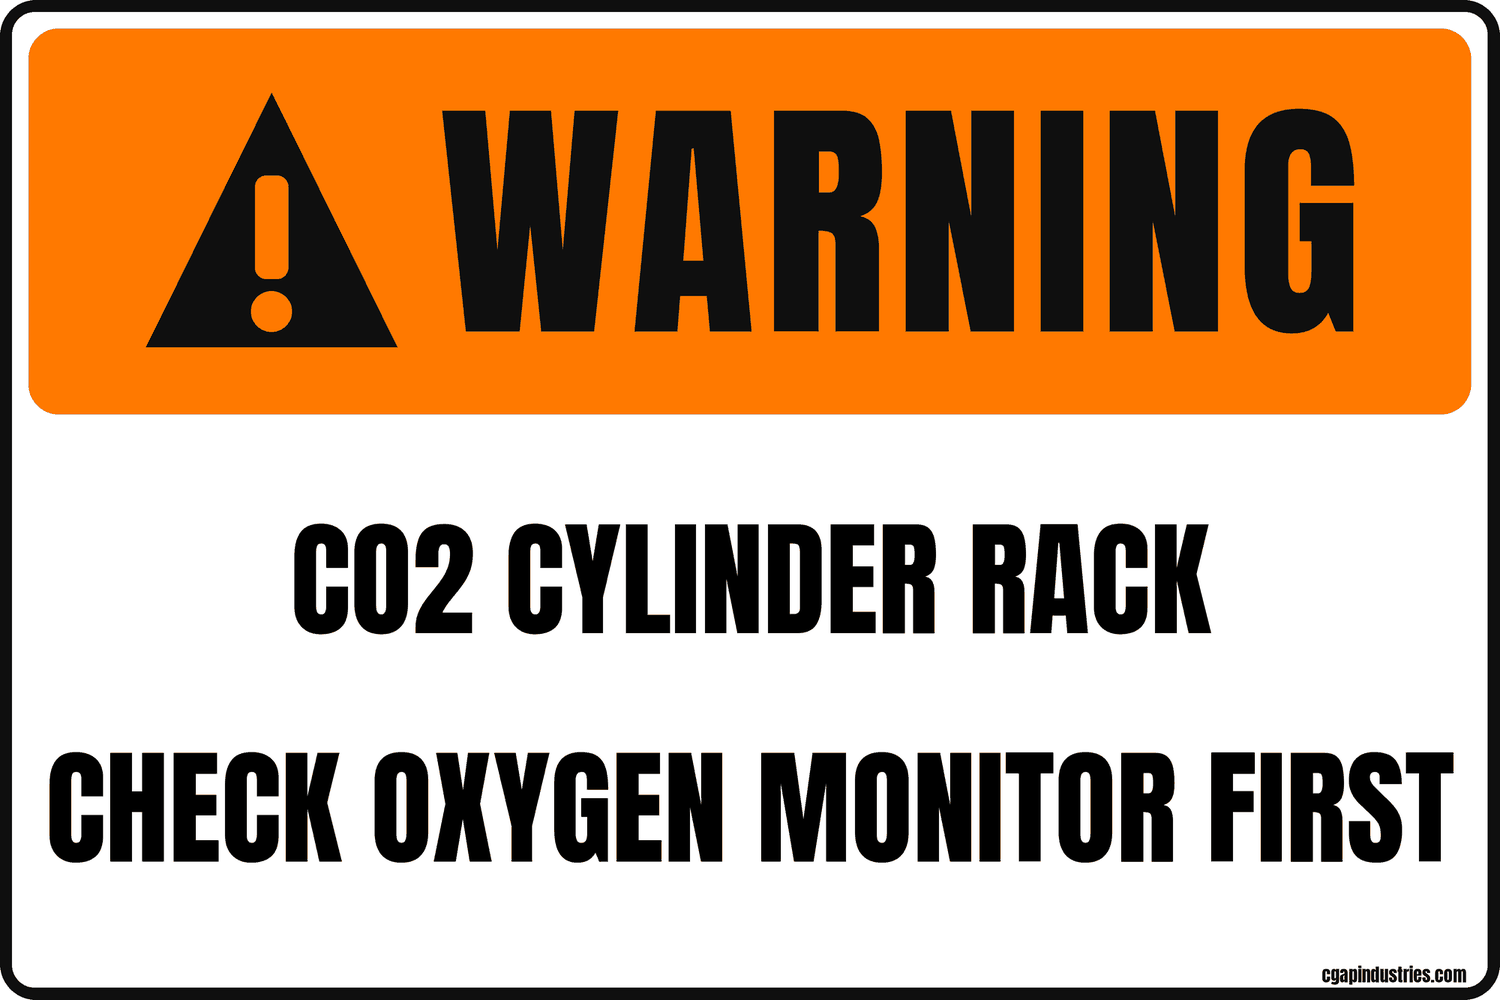 WARNING
CO2 CYLINDER RACK
CHECK OXYGEN MONITOR FIRST
cgapindustries.com